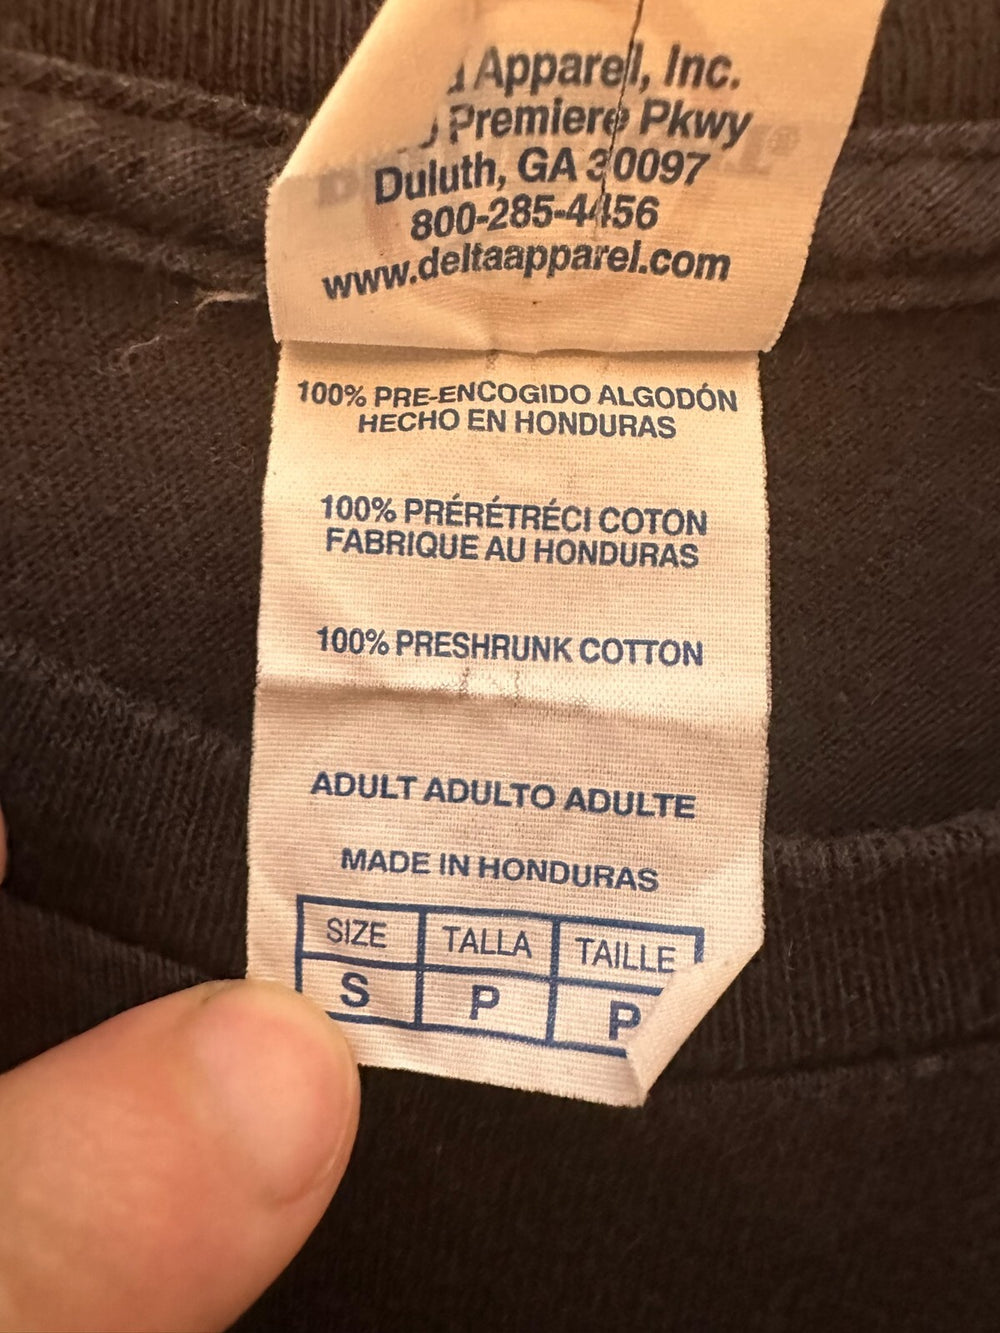 Apparel, Inc.
Premiere Pkwy
Duluth, GA 30097
800-285-4456
www.deltaapparel.com
100% PRE-ENCOGIDO ALGODÓN
HECHO EN HONDURAS
100% PRÉRÉTRÉCI COTON
FABRIQUE AU HONDURAS
100% PRESHRUNK COTTON
ADULT ADULTO ADULTE
MADE IN HONDURAS
SIZE TALLA TAILLE
S P P